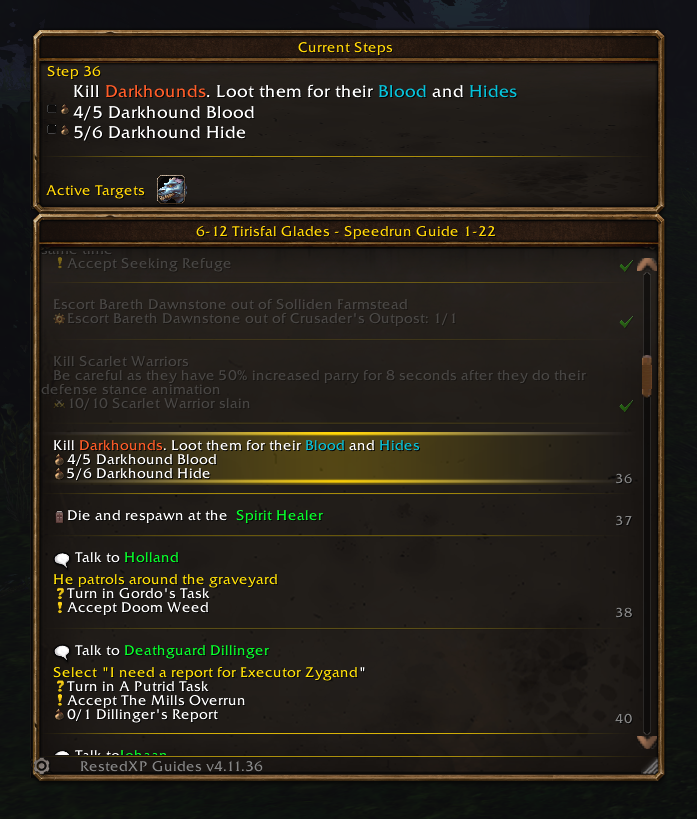 Current Steps
Step 36
Kill Darkhounds. Loot them for their Blood and Hides
4/5 Darkhound Blood
5/6 Darkhound Hide
Active Targets
6-12 Tirisfal Glades - Speedrun Guide 1-22
same time
Accept Seeking Refuge
Escort Bareth Dawnstone out of Solliden Farmstead
Escort Bareth Dawnstone out of Crusader's Outpost: 1/1
Kill Scarlet Warriors
Be careful as they have 50% increased parry for 8 seconds after they do their
defense stance animation
10/10 Scarlet Warrior slain
Kill Darkhounds. Loot them for their Blood and Hides
4/5 Darkhound Blood
5/6 Darkhound Hide
36
Die and respawn at the Spirit Healer
37
Talk to Holland
He patrols around the graveyard
?Turn in Gordo's Task
!Accept Doom Weed
38
Talk to Deathguard Dillinger
Select "I need a report for Executor Zygand"
?Turn in A Putrid Task
!Accept The Mills Overrun
0/1 Dillinger's Report
40
Talk to Johaan
RestedXP Guides v4.11.36